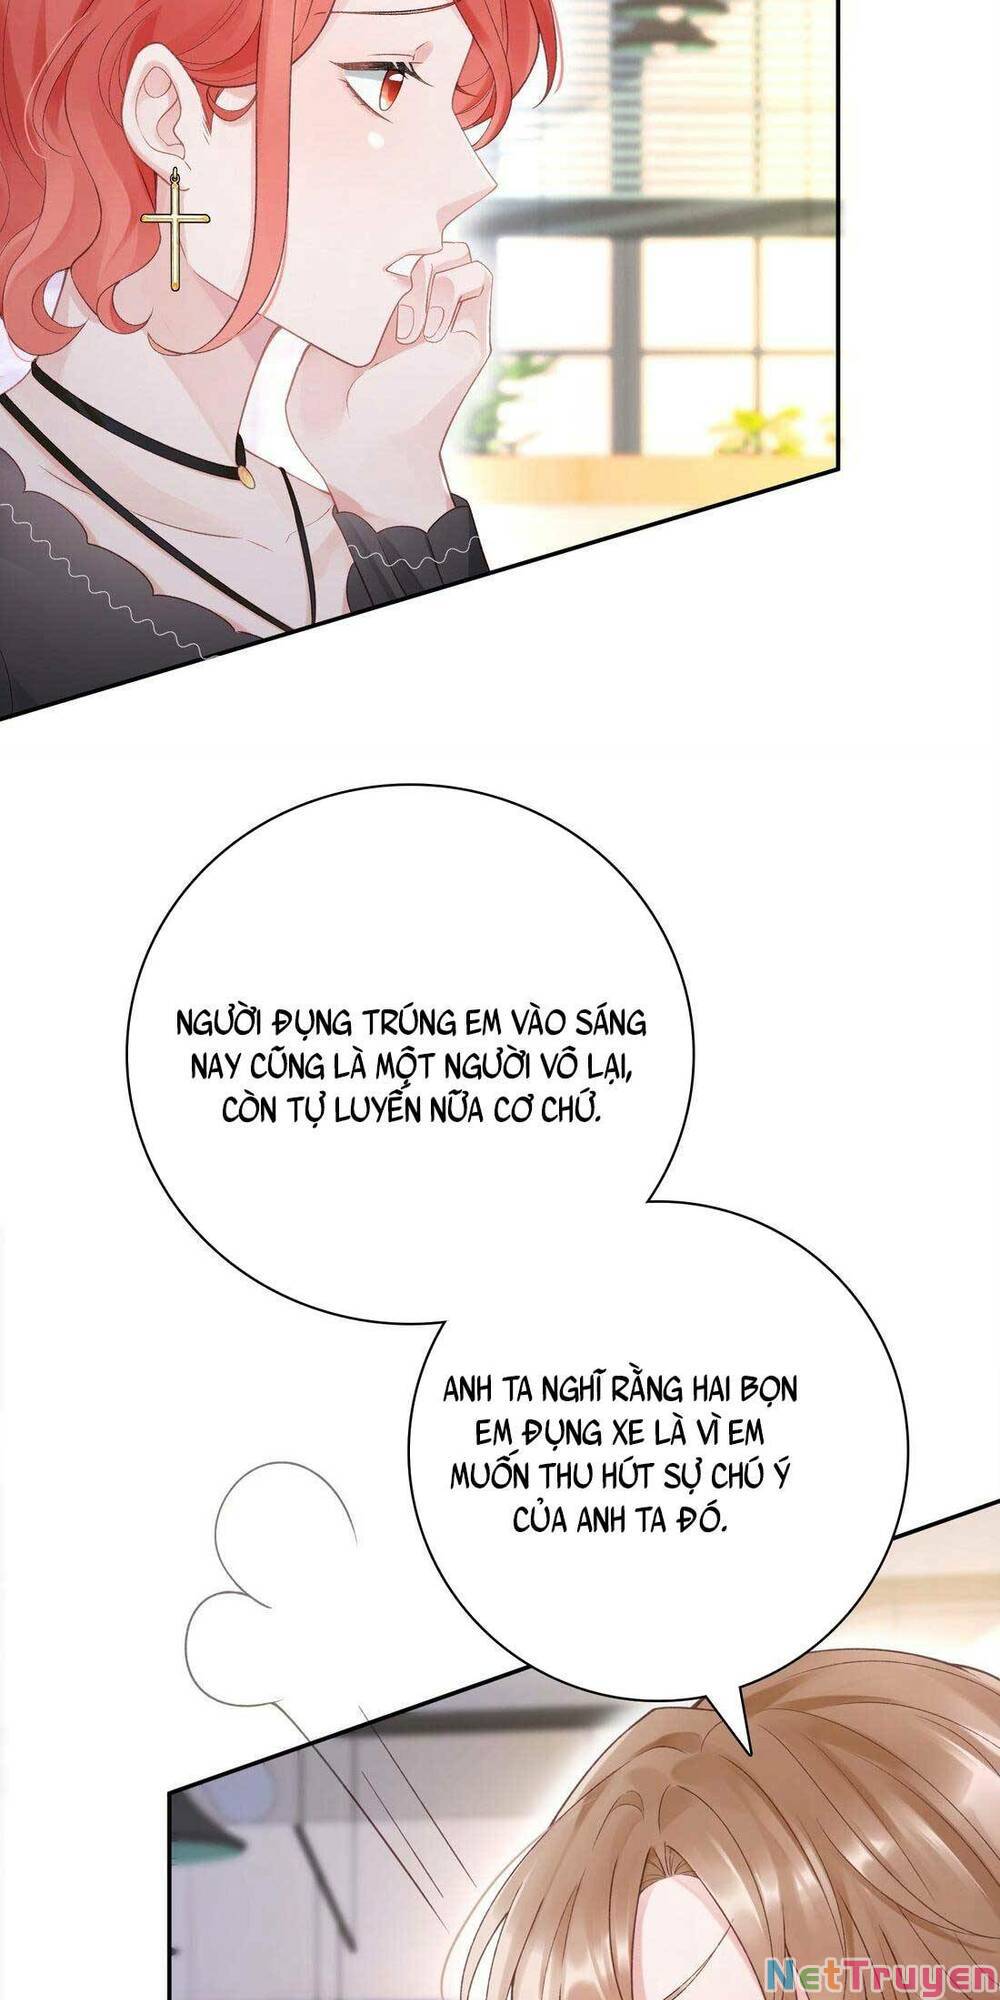 NGƯỜI ĐỤNG TRÚNG EM VÀO SÁNG
NAY CŨNG LÀ MỘT NGƯỜI VÔ LẠI,
CÒN TỰ LUYẾN NỮA CƠ CHỨ.
ANH TA NGHĨ RẰNG HAI BỌN
EM ĐỤNG XE LÀ VÌ EM
MUỐN THU HÚT SỰ CHÚ Ý
CỦA ANH TA ĐÓ.
NetTruyen